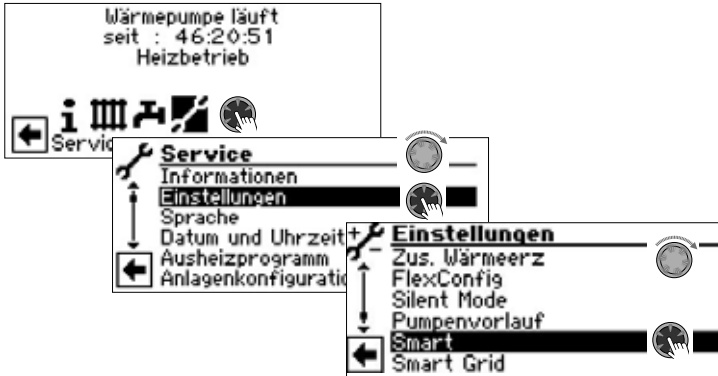 Wärmepumpe läuft
seit : 46:20:51
Heizbetrieb
Servic
Service
Informationen
Einstellungen
Sprache
Datum und Uhrzeit
Ausheizprogramm
Anlagenkonfiguratio
Einstellungen
Zus. Wärmeerz
FlexConfig
Silent Mode
Pumpenvorlauf
Smart
Smart Grid